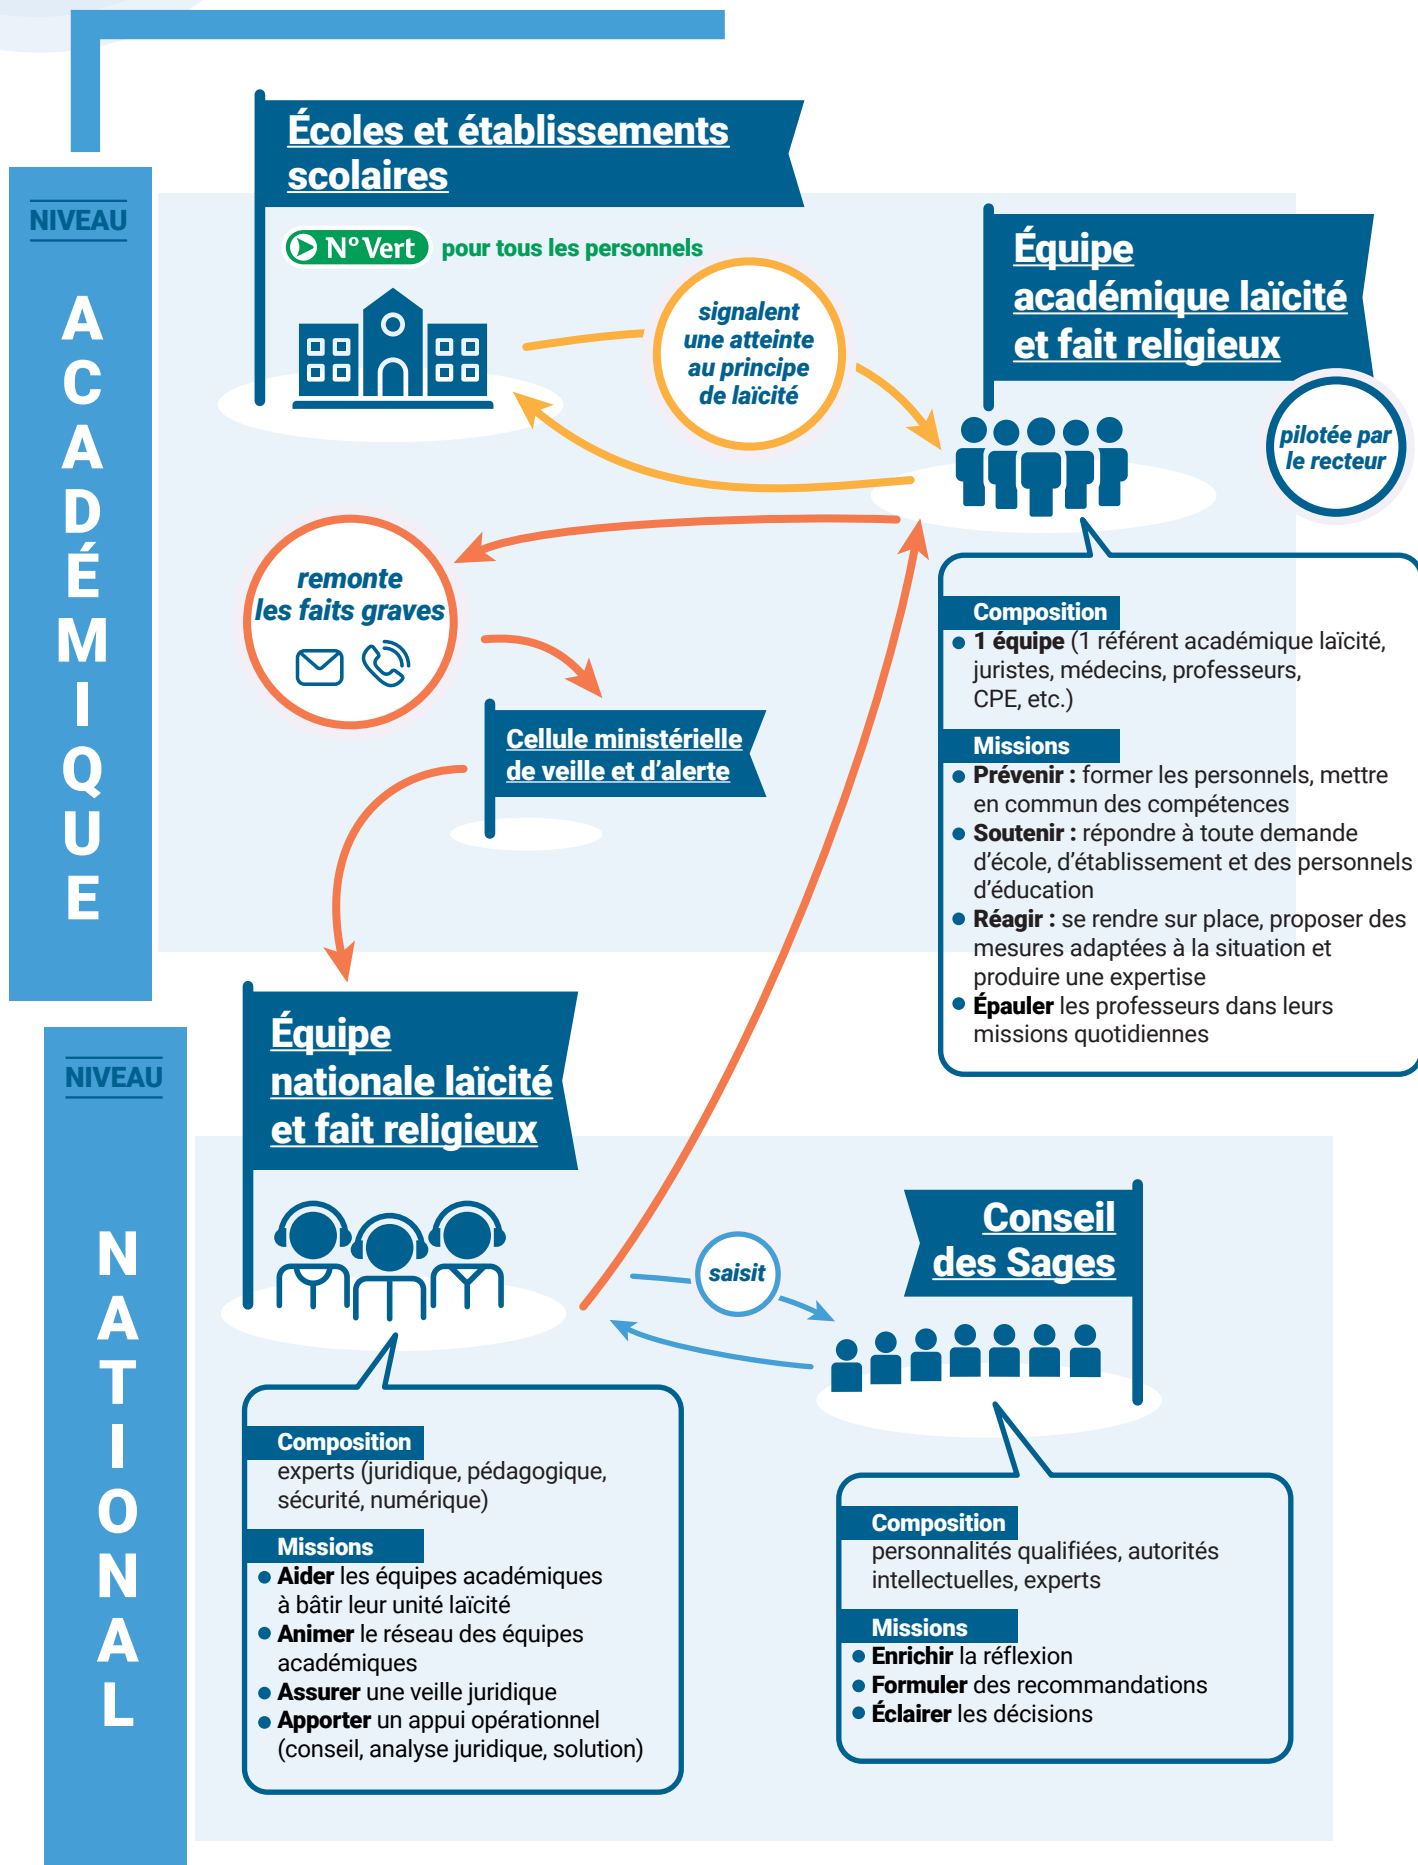 Écoles et établissements
scolaires
NIVEAU
ACADÉMIQUE
N° Vert pour tous les personnels
signalent
une atteinte
au principe
de laïcité
Équipe
académique laïcité
et fait religieux
pilotée par
le recteur
remonte
les faits graves
Composition
1 équipe (1 référent académique laïcité,
juristes, médecins, professeurs,
CPE, etc.)
Missions
Prévenir : former les personnels, mettre
en commun des compétences
Soutenir : répondre à toute demande
d'école, d'établissement et des personnels
d'éducation
Réagir : se rendre sur place, proposer des
mesures adaptées à la situation et
produire une expertise
Épauler les professeurs dans leurs
missions quotidiennes
Cellule ministérielle
de veille et d'alerte
NIVEAU
NATIONAL
Équipe
nationale laïcité
et fait religieux
saisit
Conseil
des Sages
Composition
experts (juridique, pédagogique,
sécurité, numérique)
Missions
Aider les équipes académiques
à bâtir leur unité laïcité
Animer le réseau des équipes
académiques
Assurer une veille juridique
Apporter un appui opérationnel
(conseil, analyse juridique, solution)
Composition
personnalités qualifiées, autorités
intellectuelles, experts
Missions
Enrichir la réflexion
Formuler des recommandations
Éclairer les décisions